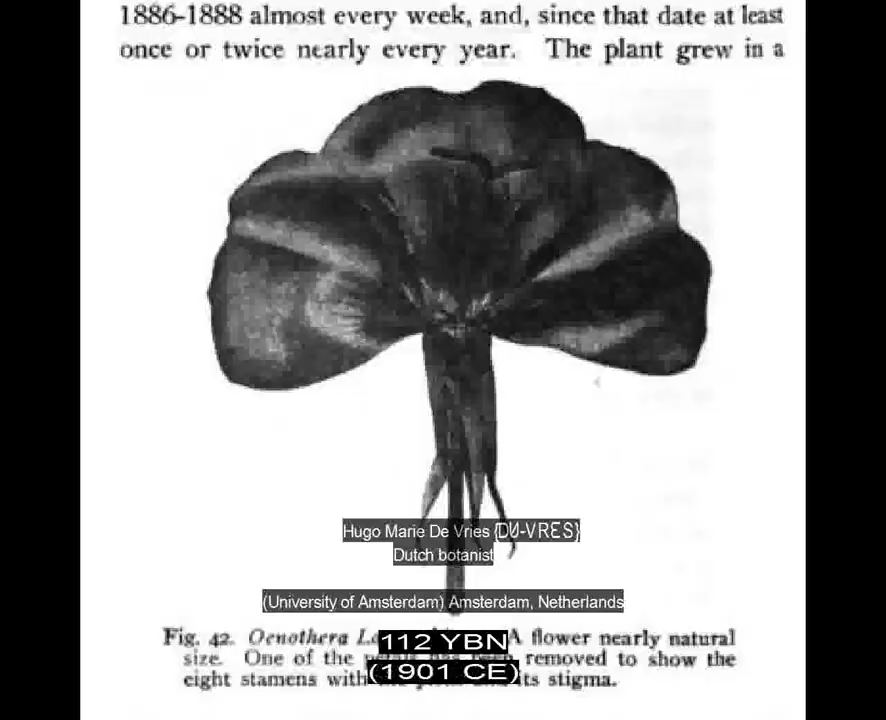 1886-1888 almost every week, and, since that date at least
once or twice nearly every year. The plant grew in a
Hugo Marie De Vries {DU-VRES}
Dutch botanist
(University of Amsterdam) Amsterdam, Netherlands
Fig. 42. Oenothera A flower nearly natural
112 YBN
size. One of the removed to show the
(1901 CE)
eight stamens with its stigma.